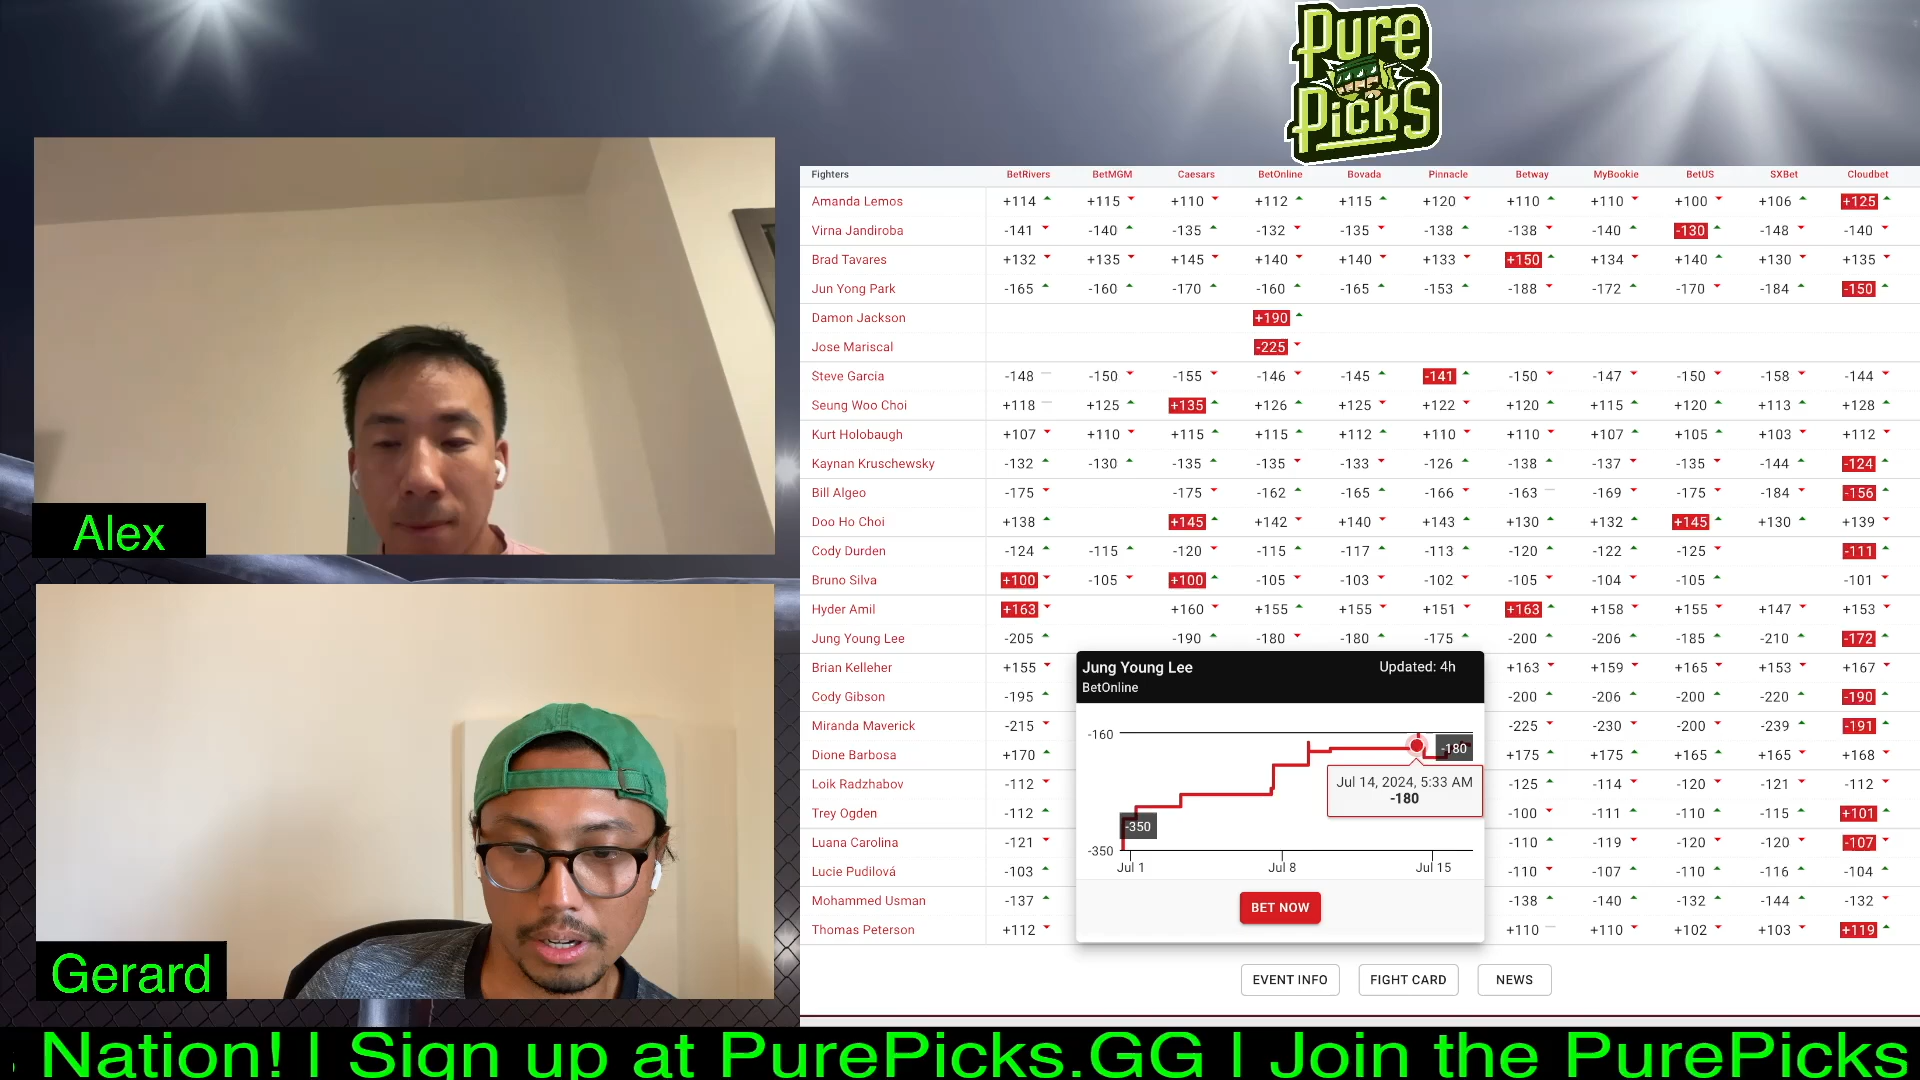 Pure
Picks
Alex
Gerard
Fighters BetRivers BetMGM Caesars BetOnline Bovada Pinnacle Betway MyBookie BetUS SXBet Cloudbet
Amanda Lemos +114 +115 +110 +112 +115 +120 +110 +110 +100 +106 +125
Virna Jandiroba -141 -140 -135 -132 -135 -138 -138 -140 -130 -148 -140
Brad Tavares +132 +135 +145 +140 +140 +133 +150 +134 +140 +130 +135
Jun Yong Park -165 -160 -170 -160 -165 -153 -188 -172 -170 -184 -150
Damon Jackson +190
Jose Mariscal -225
Steve Garcia -148 -150 -155 -146 -145 -141 -150 -147 -150 -158 -144
Seung Woo Choi +118 +125 +135 +126 +125 +122 +120 +115 +120 +113 +128
Kurt Holobaugh +107 +110 +115 +115 +112 +110 +110 +107 +105 +103 +112
Kaynan Kruschewsky -132 -130 -135 -135 -133 -126 -138 -137 -135 -144 -124
Bill Algeo -175 -175 -162 -165 -166 -163 -169 -175 -184 -156
Doo Ho Choi +138 +145 +142 +140 +143 +130 +132 +145 +130 +139
Cody Durden -124 -115 -120 -115 -117 -113 -120 -122 -125 -111
Bruno Silva +100 -105 +100 -105 -103 -102 -105 -104 -105 -101
Hyder Amil +163 +160 +155 +155 +151 +163 +158 +155 +147 +153
Jung Young Lee -205 -190 -180 -180 -175 -200 -206 -185 -210 -172
Brian Kelleher +155 +163 +159 +165 +153 +167
Cody Gibson -195 -200 -206 -200 -220 -190
Miranda Maverick -215 -225 -230 -200 -239 -191
Dione Barbosa +170 +175 +175 +165 +165 +168
Loik Radzhabov -112 -125 -114 -120 -121 -112
Trey Ogden -112 -100 -111 -110 -115 +101
Luana Carolina -121 -110 -119 -120 -120 -107
Lucie Pudilová -103 -110 -107 -110 -116 -104
Mohammed Usman -137 -138 -140 -132 -144 -132
Thomas Peterson +112 +110 +110 +102 +103 +119
Jung Young Lee Updated: 4h
BetOnline
-160
-180
Jul 14, 2024, 5:33 AM
-180
-350
-350
Jul 1 Jul 8 Jul 15
BET NOW
EVENT INFO FIGHT CARD NEWS
Nation! | Sign up at PurePicks.GG | Join the PurePicks